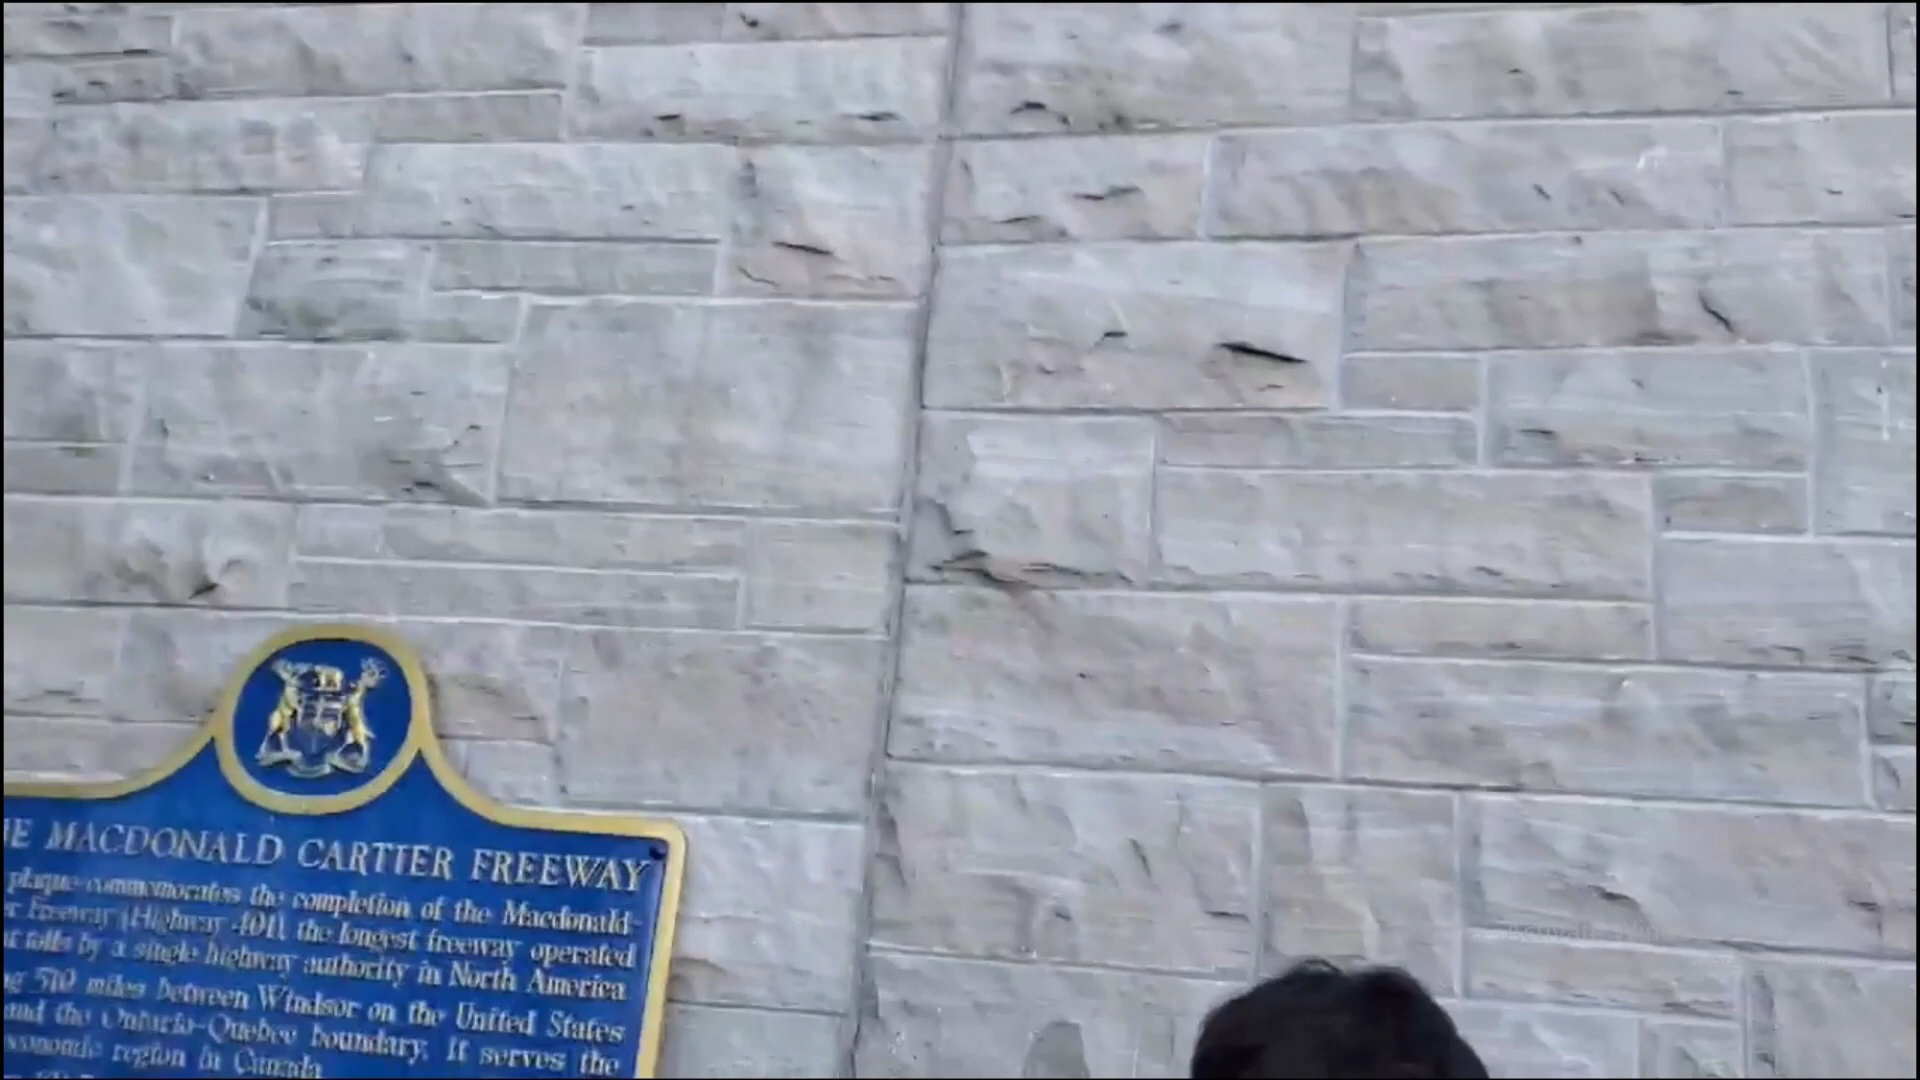 MACDONALD CARTIER FREEWAY
plaque commemorates the completion of the Macdonald-
Freeway (Highway 401), the longest freeway operated
tolls by a single highway authority in North America
510 miles between Windsor on the United States
and the Ontario-Quebec boundary. It serves the
region in Canada